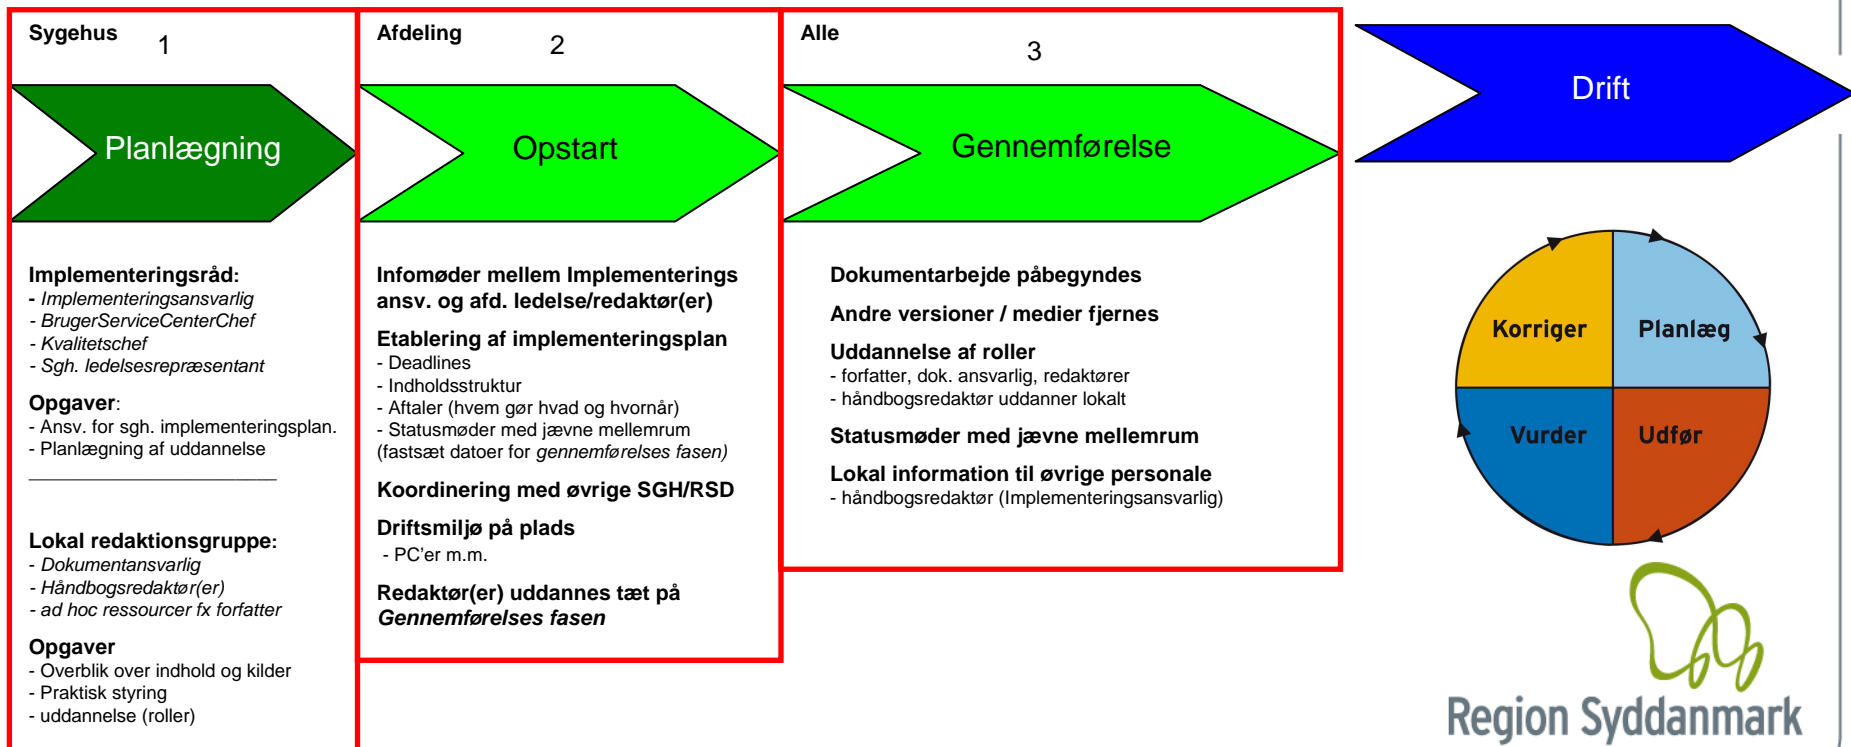 Sygehus
1
Planlægning
Implementeringsråd:
- Implementeringsansvarlig
- BrugerServiceCenterChef
- Kvalitetschef
- Sgh. ledelsesrepræsentant
Opgaver:
- Ansv. for sgh. implementeringsplan.
- Planlægning af uddannelse
Lokal redaktionsgruppe:
- Dokumentansvarlig
- Håndbogsredaktør(er)
- ad hoc ressourcer fx forfatter
Opgaver
- Overblik over indhold og kilder
- Praktisk styring
- uddannelse (roller)
Afdeling
2
Opstart
Infomøder mellem Implementerings
ansv. og afd. ledelse/redaktør(er)
Etablering af implementeringsplan
- Deadlines
- Indholdsstruktur
- Aftaler (hvem gør hvad og hvornår)
- Statusmøder med jævne mellemrum
(fastsæt datoer for gennemførelses fasen)
Koordinering med øvrige SGH/RSD
Driftsmiljø på plads
- PC'er m.m.
Redaktør(er) uddannes tæt på
Gennemførelses fasen
Alle
3
Gennemførelse
Dokumentarbejde påbegyndes
Andre versioner / medier fjernes
Uddannelse af roller
- forfatter, dok. ansvarlig, redaktører
- håndbogsredaktør uddanner lokalt
Statusmøder med jævne mellemrum
Lokal information til øvrige personale
- håndbogsredaktør (Implementeringsansvarlig)
Drift
Korriger
Planlæg
Vurder
Udfør
Region Syddanmark